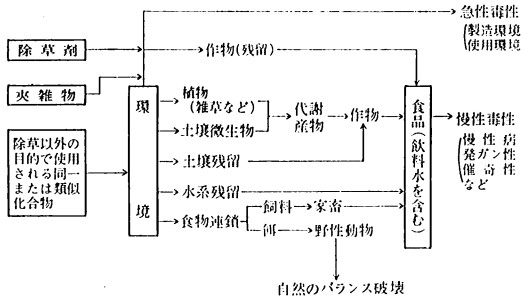 急性毒性
製造環境
使用環境
除草剤
作物(残留)
夾雑物
環境
植物
(雑草など)
土壌微生物
代謝
産物
作物
食品(飲料水を含む)
慢性毒性
慢性病
発ガン性
催奇性
など
除草以外の
目的で使用
される同一
または類似
化合物
土壌残留
水系残留
食物連鎖
飼料
家畜
餌
野性動物
自然のバランス破壊